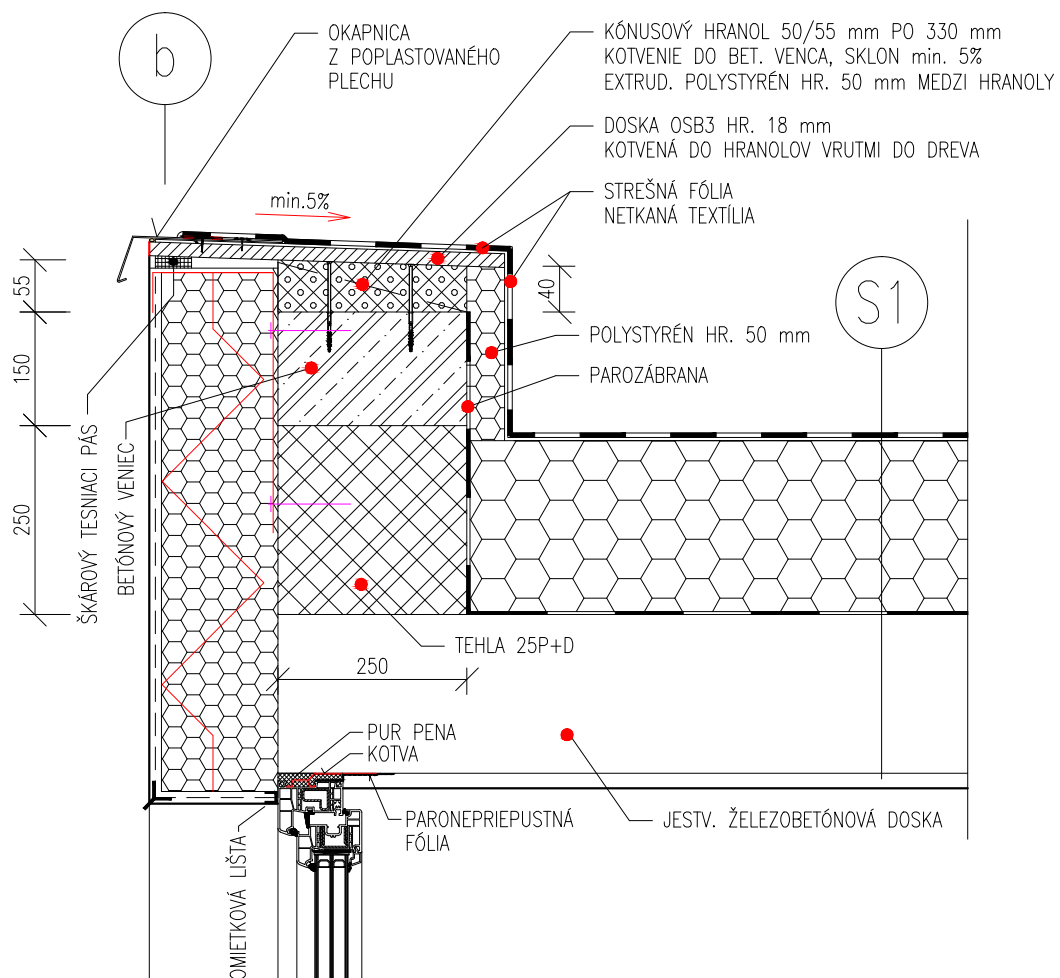 b
OKAPNICA
Z POPLASTOVANÉHO
PLECHU
KÓNUSOVÝ HRANOL 50/55 mm PO 330 mm
KOTVENIE DO BET. VENCA, SKLON min. 5%
EXTRUD. POLYSTYRÉN HR. 50 mm MEDZI HRANOLY
DOSKA OSB3 HR. 18 mm
KOTVENÁ DO HRANOLOV VRUTMI DO DREVA
STREŠNÁ FÓLIA
NETKANÁ TEXTÍLIA
min.5%
55
40
S1
150
POLYSTYRÉN HR. 50 mm
PAROZÁBRANA
250
ŠKÁROVÝ TESNIACI PÁS
BETÓNOVÝ VENIEC
TEHLA 25P+D
250
PUR PENA
KOTVA
PARONEPRIEPUSTNÁ
FÓLIA
JESTV. ŽELEZOBETÓNOVÁ DOSKA
OMIETKOVÁ LIŠTA